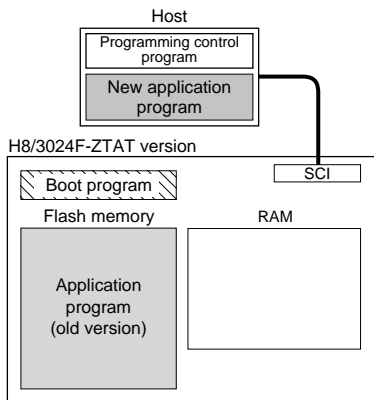 Host
Programming control
program
New application
program
H8/3024F-ZTAT version
SCI
Boot program
Flash memory
RAM
Application
program
(old version)